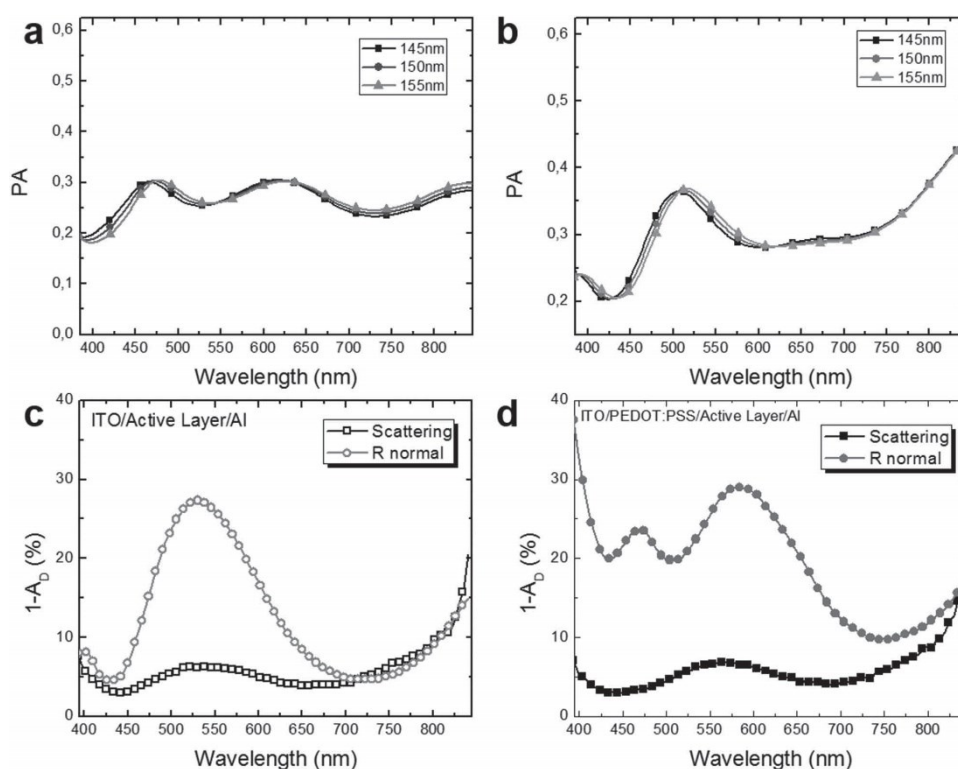 a
0,6
0,5
0,4
0,3
0,2
0,1
0,0
PA
145nm
150nm
155nm
400 450 500 550 600 650 700 750 800
Wavelength (nm)
b
0,6
0,5
0,4
0,3
0,2
PA
145nm
150nm
155nm
400 450 500 550 600 650 700 750 800
Wavelength (nm)
c
ITO/Active Layer/Al
Scattering
R normal
40
30
20
10
0
1-A_D (%)
400 450 500 550 600 650 700 750 800
Wavelength (nm)
d
ITO/PEDOT:PSS/Active Layer/Al
Scattering
R normal
40
30
20
10
0
1-A_D (%)
400 450 500 550 600 650 700 750 800
Wavelength (nm)